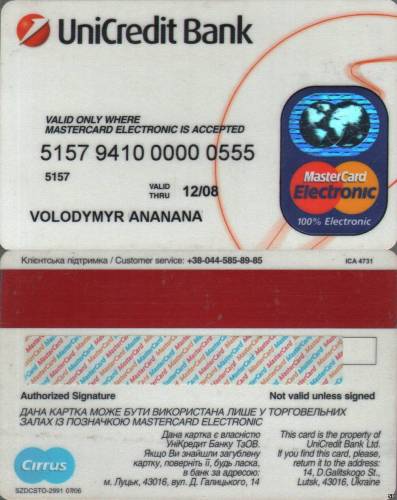 UniCredit Bank
VALID ONLY WHERE
MASTERCARD ELECTRONIC IS ACCEPTED
5157 9410 0000 0555
5157
VALID THRU 12/08
VOLODYMYR ANANANA
MasterCard
Electronic
100% Electronic
Клієнтська підтримка / Customer service: +38-044-585-89-85
ICA 4731
Authorized Signature
Not valid unless signed
ДАНА КАРТКА МОЖЕ БУТИ ВИКОРИСТАНА ЛИШЕ У ТОРГОВЕЛЬНИХ
ЗАЛАХ ІЗ ПОЗНАЧКОЮ MASTERCARD ELECTRONIC
Cirrus
Дана картка є власністю
УніКредит Банку ТзОВ.
Якщо Ви знайшли загублену
картку, поверніть її, будь ласка,
в банк за адресою:
м. Луцьк, 43016, вул. Д. Галицького, 14
This card is the property of
UniCredit Bank Ltd.
If you find this card, please,
return it to the address:
14, D.Galitskogo St.,
Lutsk, 43016, Ukraine
SZDCSTO-2991 07/06